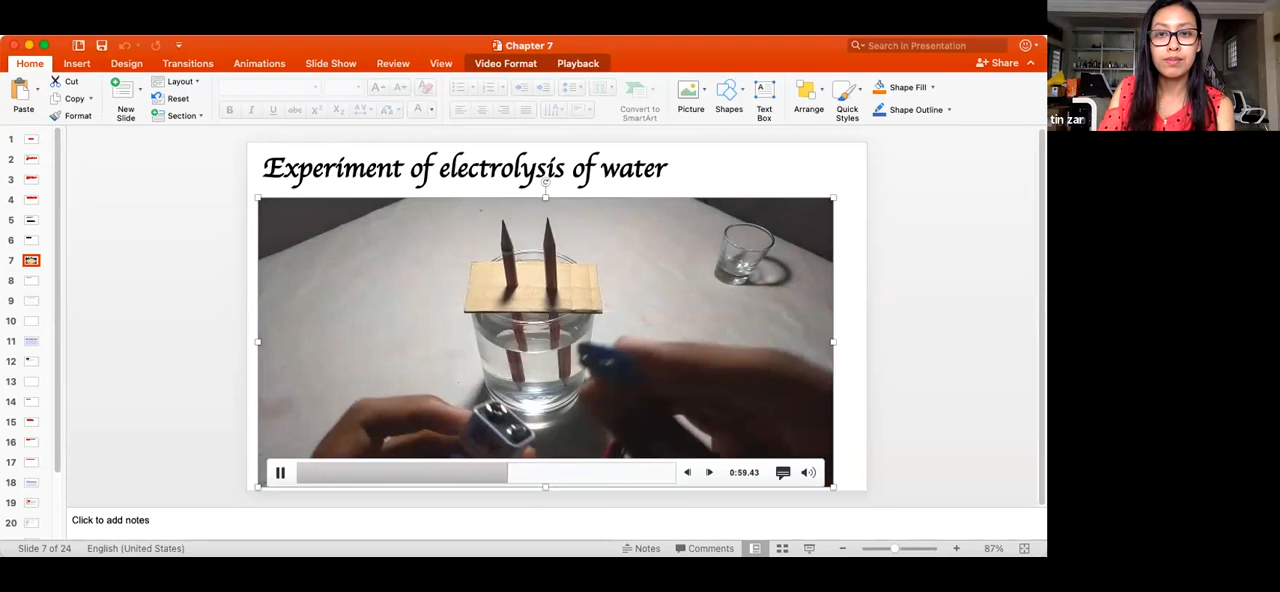 Chapter 7
Search in Presentation
Home Insert Design Transitions Animations Slide Show Review View Video Format Playback
Share
Paste
Cut
Copy
Format
New Slide
Layout
Reset
Section
B I U abc X² X₂ A
Convert to SmartArt
Picture
Shapes
Text Box
Arrange
Quick Styles
Shape Fill
Shape Outline
tin zar
1
2
3
4
5
6
7
8
9
10
11
12
13
14
15
16
17
18
19
20
Experiment of electrolysis of water
0:59.43
Click to add notes
Slide 7 of 24
English (United States)
Notes
Comments
87%